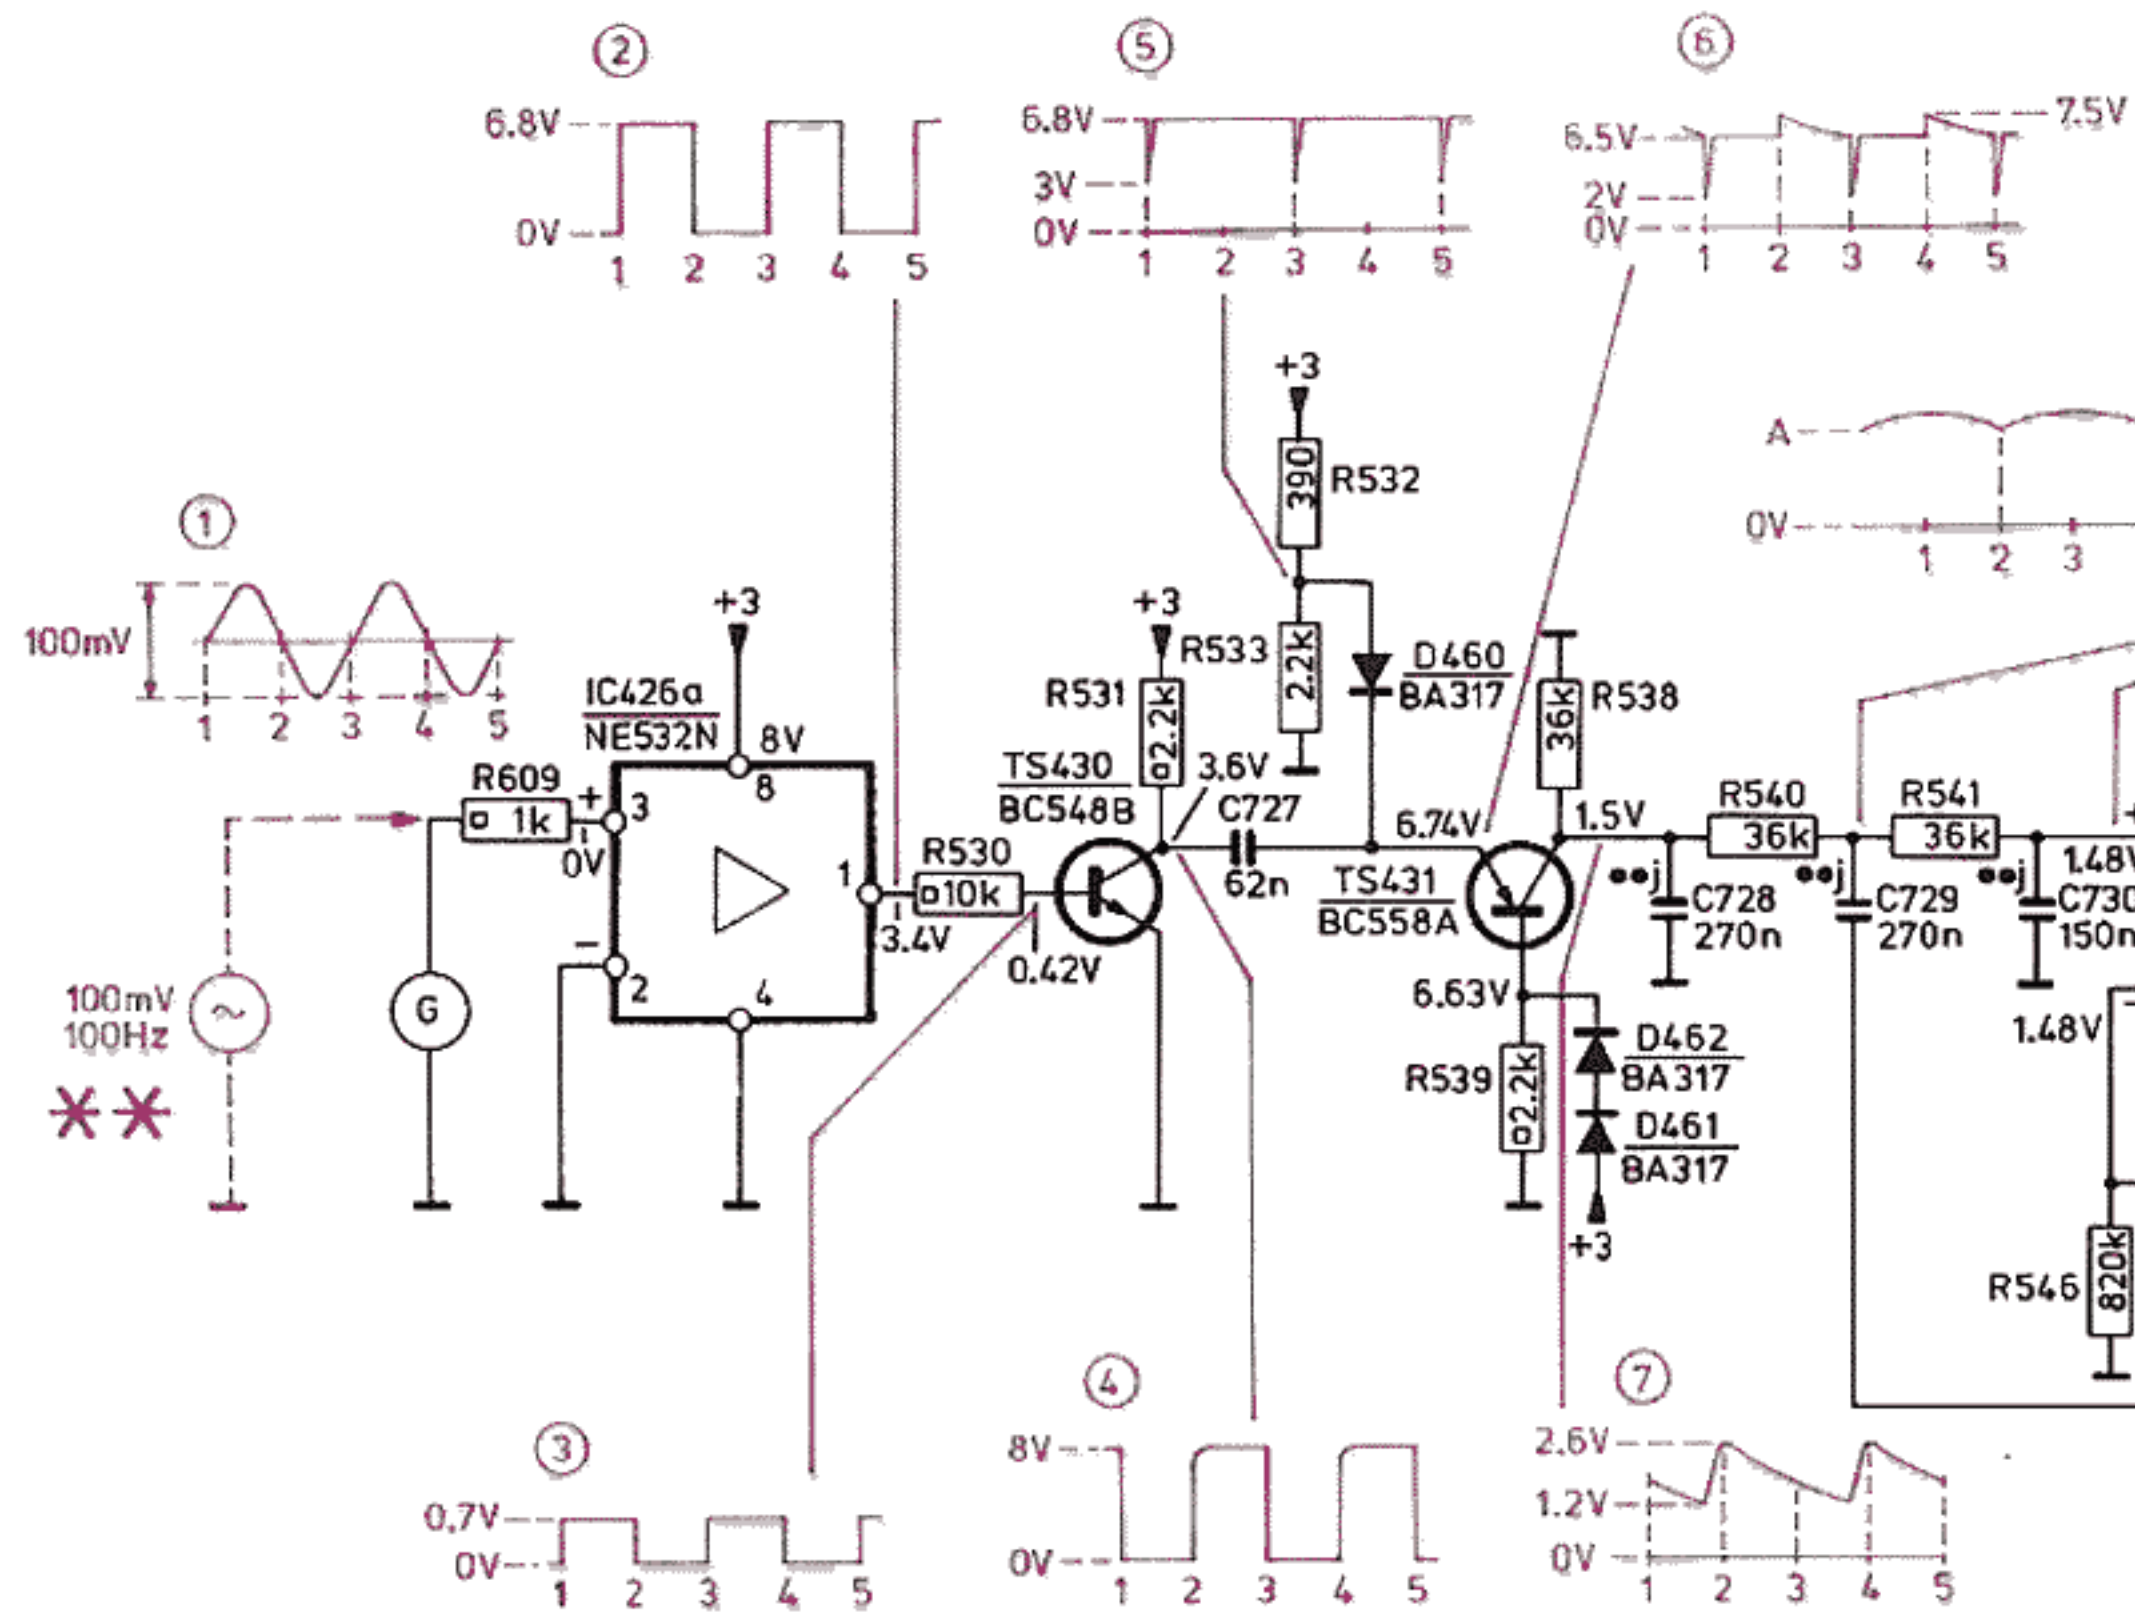 2
5
6
6.8V
0V
1 2 3 4 5
6.8V
3V
0V
1 2 3 4 5
6.5V
7.5V
2V
0V
1 2 3 4 5
+3
390
R532
A
0V
1 2 3
1
100mV
1 2 3 4 5
+3
IC426a
NE532N
8V
8
R609
1k
+
3
0V
-
2
4
1
3.4V
R530
10k
0.42V
100mV
100Hz
~
G
**
+3
R531
2.2k
R533
2.2k
TS430
BC548B
3.6V
C727
62n
D460
BA317
6.74V
TS431
BC558A
R538
36k
1.5V
R540
36k
R541
36k
+
1.48V
j
C728
270n
j
C729
270n
j
C730
150n
6.63V
R539
2.2k
D462
BA317
D461
BA317
+3
1.48V
R546
820k
3
0,7V
0V
1 2 3 4 5
4
8V
0V
1 2 3 4 5
7
2.6V
1.2V
0V
1 2 3 4 5